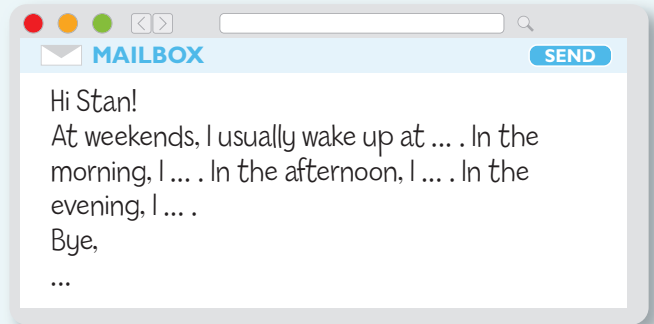 MAILBOX
SEND
Hi Stan!
At weekends, I usually wake up at ... . In the
morning, I ... . In the afternoon, I ... . In the
evening, I ... .
Bye,
...